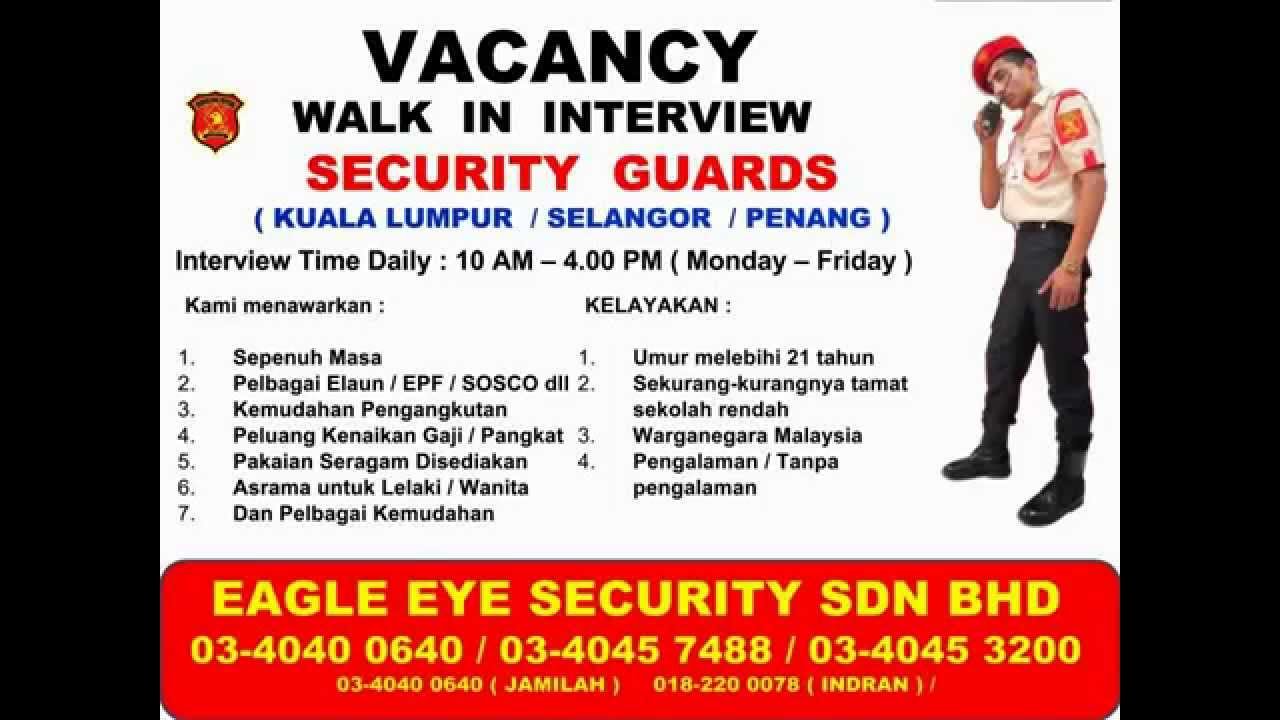 VACANCY
WALK IN INTERVIEW
SECURITY GUARDS
( KUALA LUMPUR / SELANGOR / PENANG )
Interview Time Daily : 10 AM – 4.00 PM ( Monday – Friday )
Kami menawarkan :
1. Sepenuh Masa
2. Pelbagai Elaun / EPF / SOSCO dll
3. Kemudahan Pengangkutan
4. Peluang Kenaikan Gaji / Pangkat
5. Pakaian Seragam Disediakan
6. Asrama untuk Lelaki / Wanita
7. Dan Pelbagai Kemudahan
KELAYAKAN :
1. Umur melebihi 21 tahun
2. Sekurang-kurangnya tamat
sekolah rendah
3. Warganegara Malaysia
4. Pengalaman / Tanpa
pengalaman
EAGLE EYE SECURITY SDN BHD
03-4040 0640 / 03-4045 7488 / 03-4045 3200
03-4040 0640 ( JAMILAH ) 018-220 0078 ( INDRAN ) /